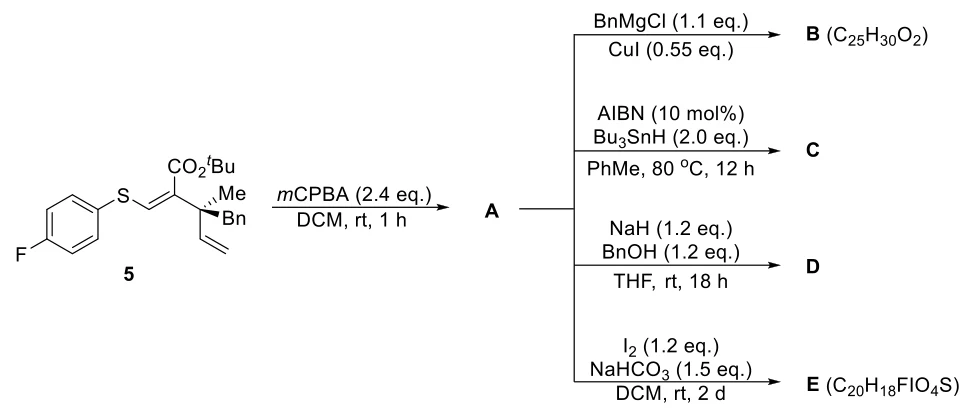 BnMgCl (1.1 eq.)
CuI (0.55 eq.)
B (C₂₅H₃₀O₂)
AIBN (10 mol%)
Bu₃SnH (2.0 eq.)
PhMe, 80 °C, 12 h
C
CO₂ᵗBu
S
Me
Bn
F
5
mCPBA (2.4 eq.)
DCM, rt, 1 h
A
NaH (1.2 eq.)
BnOH (1.2 eq.)
THF, rt, 18 h
D
I₂ (1.2 eq.)
NaHCO₃ (1.5 eq.)
DCM, rt, 2 d
E (C₂₀H₁₈FIO₄S)